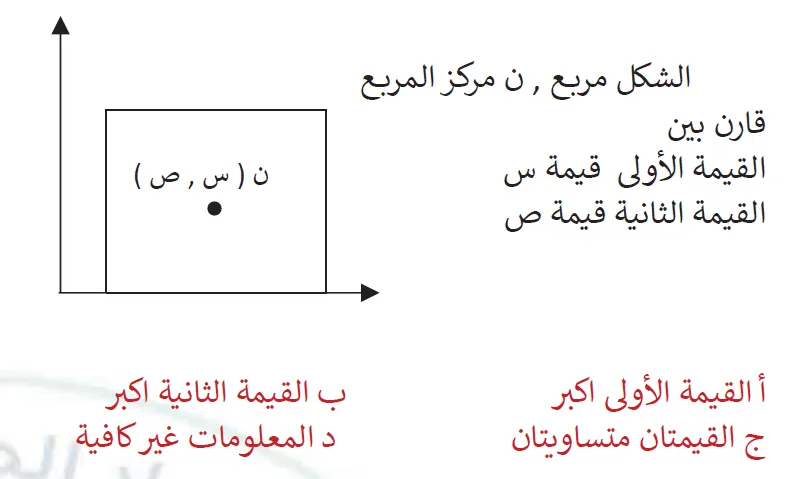 الشكل مربع , ن مركز المربع
قارن بين
القيمة الأولى قيمة س
القيمة الثانية قيمة ص
ن ( س , ص )
أ القيمة الأولى اكبر
ب القيمة الثانية اكبر
ج القيمتان متساويتان
د المعلومات غير كافية